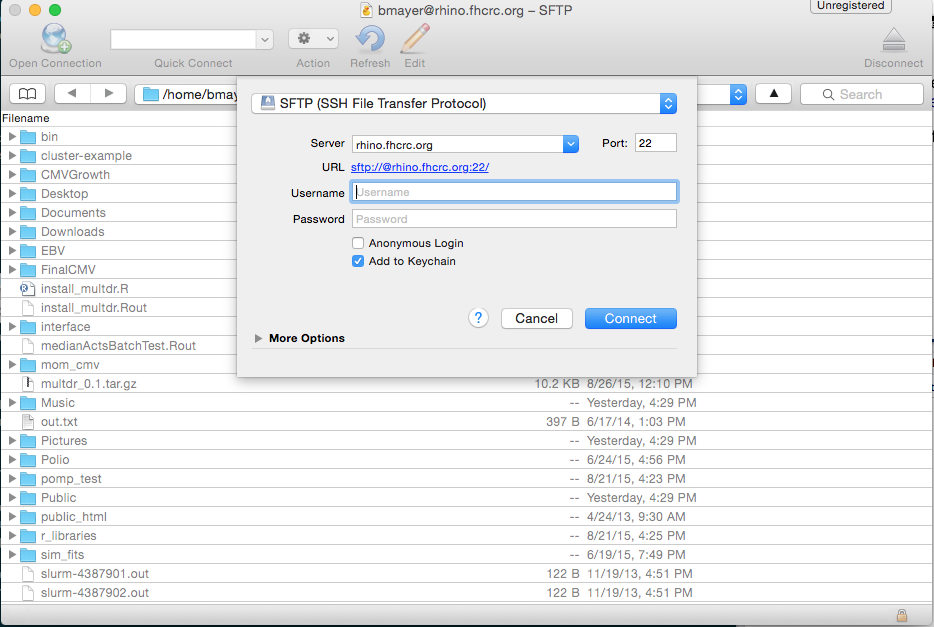 bmayer@rhino.fhcrc.org – SFTP
Unregistered
Open Connection
Quick Connect
Action
Refresh
Edit
Disconnect
/home/bmay
Search
SFTP (SSH File Transfer Protocol)
Server
rhino.fhcrc.org
Port:
22
URL
sftp://@rhino.fhcrc.org:22/
Username
Username
Password
Password
Anonymous Login
Add to Keychain
?
Cancel
Connect
More Options
Filename
bin
cluster-example
CMVGrowth
Desktop
Documents
Downloads
EBV
FinalCMV
install_multdr.R
install_multdr.Rout
interface
medianActsBatchTest.Rout
mom_cmv
multdr_0.1.tar.gz 10.2 KB 8/26/15, 12:10 PM
Music -- Yesterday, 4:29 PM
out.txt 397 B 6/17/14, 1:03 PM
Pictures -- Yesterday, 4:29 PM
Polio -- 6/24/15, 4:56 PM
pomp_test -- 8/21/15, 4:23 PM
Public -- Yesterday, 4:29 PM
public_html -- 4/24/13, 9:30 AM
r_libraries -- 8/21/15, 4:25 PM
sim_fits -- 6/19/15, 7:49 PM
slurm-4387901.out 122 B 11/19/13, 4:51 PM
slurm-4387902.out 122 B 11/19/13, 4:51 PM